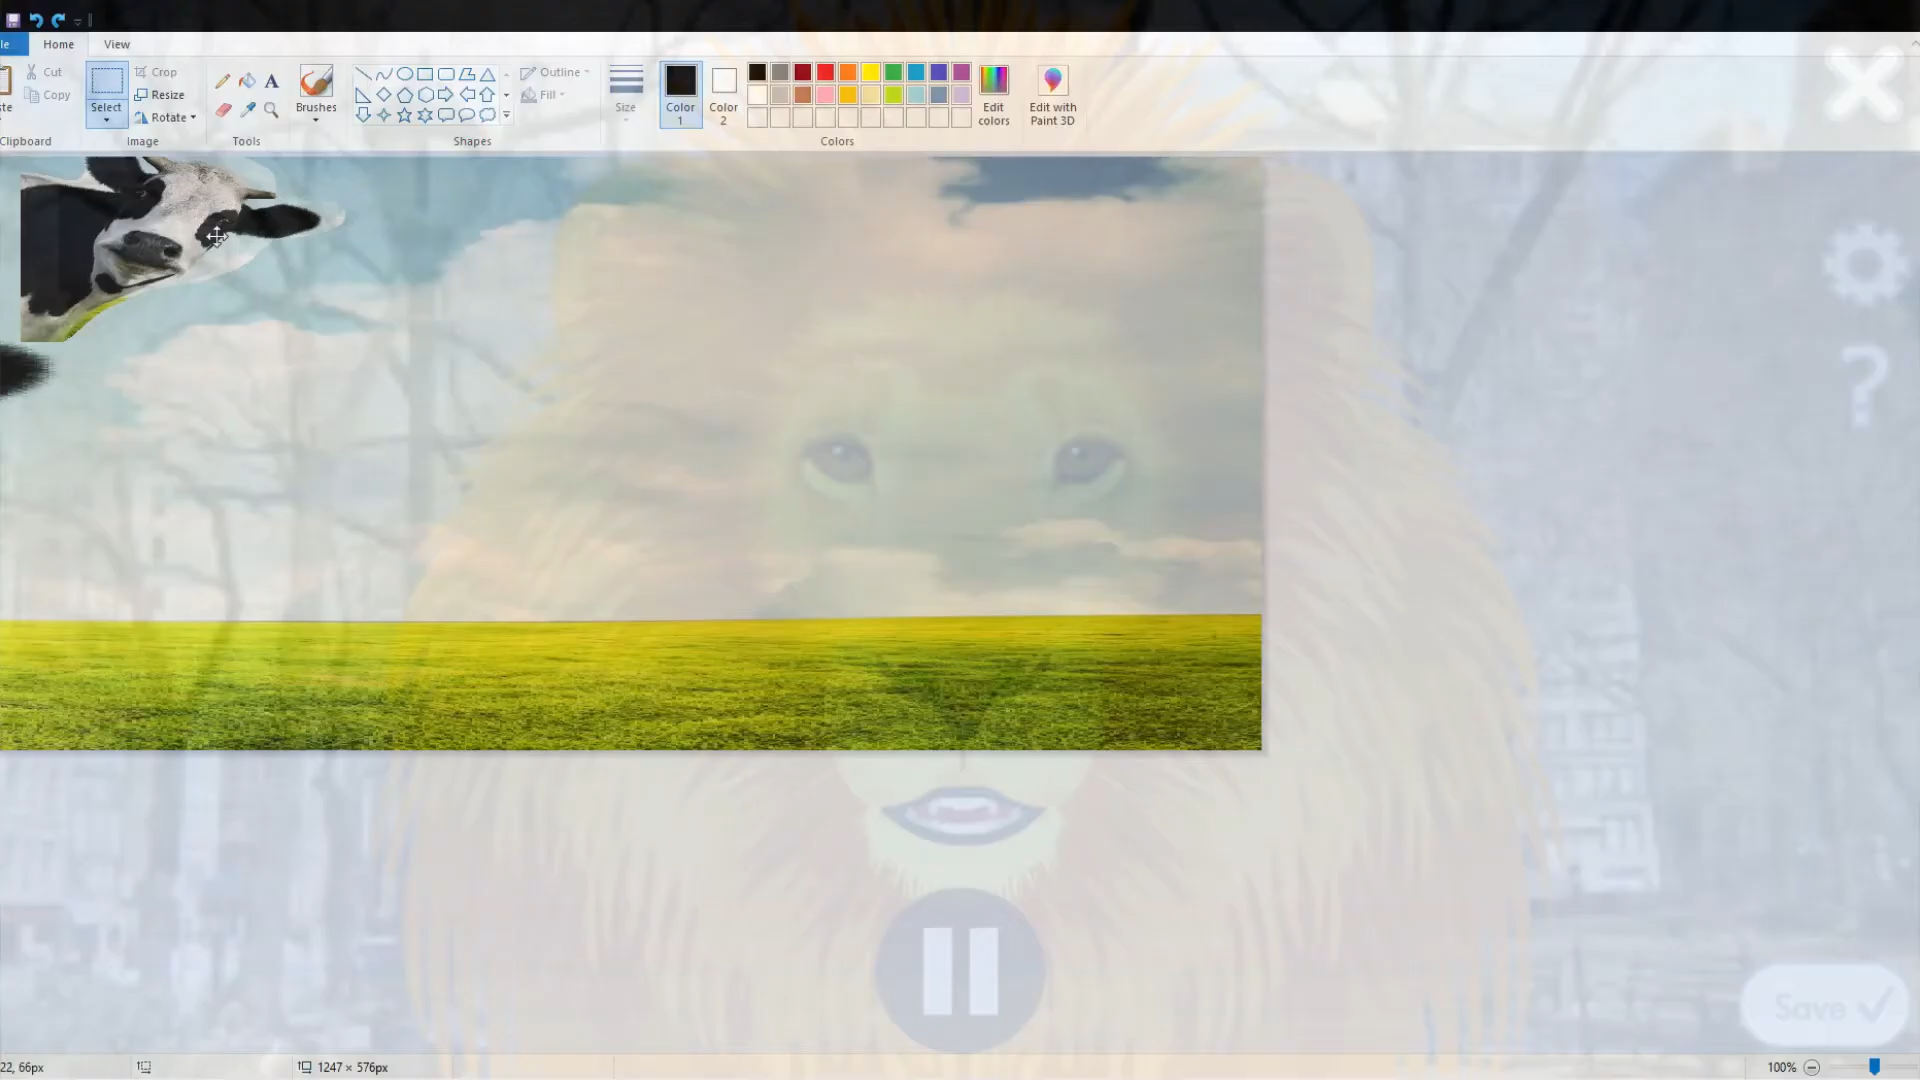 le Home View
Cut Crop Outline Edit Edit with
te Copy Select Resize Brushes Fill Size Color Color colors Paint 3D
Rotate 1 2
Clipboard Image Tools Shapes Colors
A
?
Save
22, 66px 1247 × 576px 100%